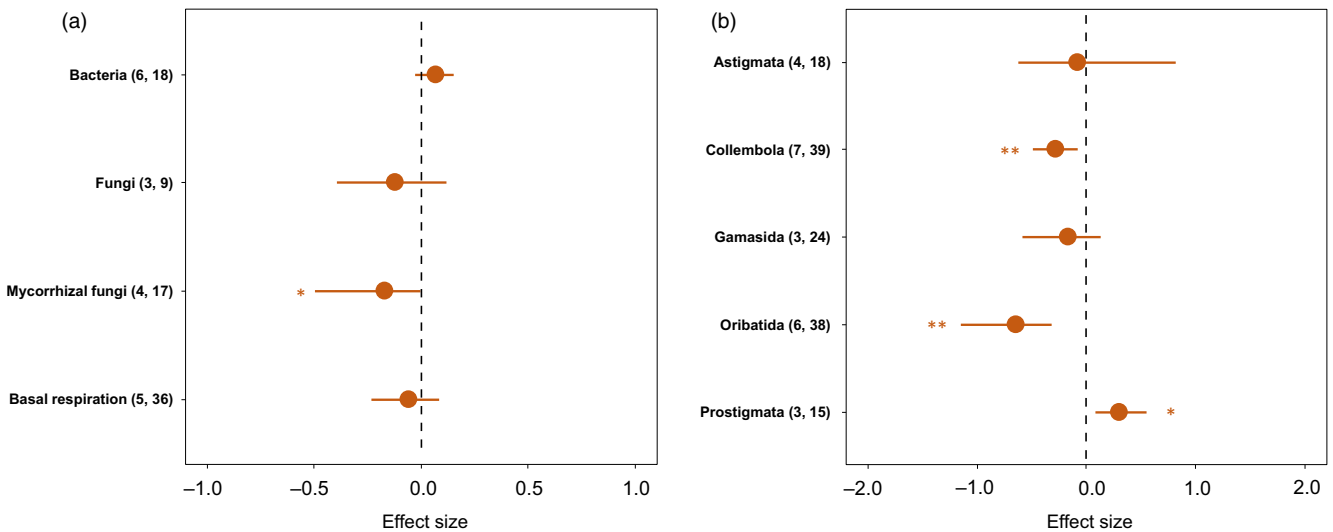 (a)
Bacteria (6, 18)
Fungi (3, 9)
* Mycorrhizal fungi (4, 17)
Basal respiration (5, 36)
–1.0 –0.5 0.0 0.5 1.0
Effect size
(b)
Astigmata (4, 18)
Collembola (7, 39) **
Gamasida (3, 24)
Oribatida (6, 38) **
Prostigmata (3, 15) *
–2.0 –1.0 0.0 1.0 2.0
Effect size